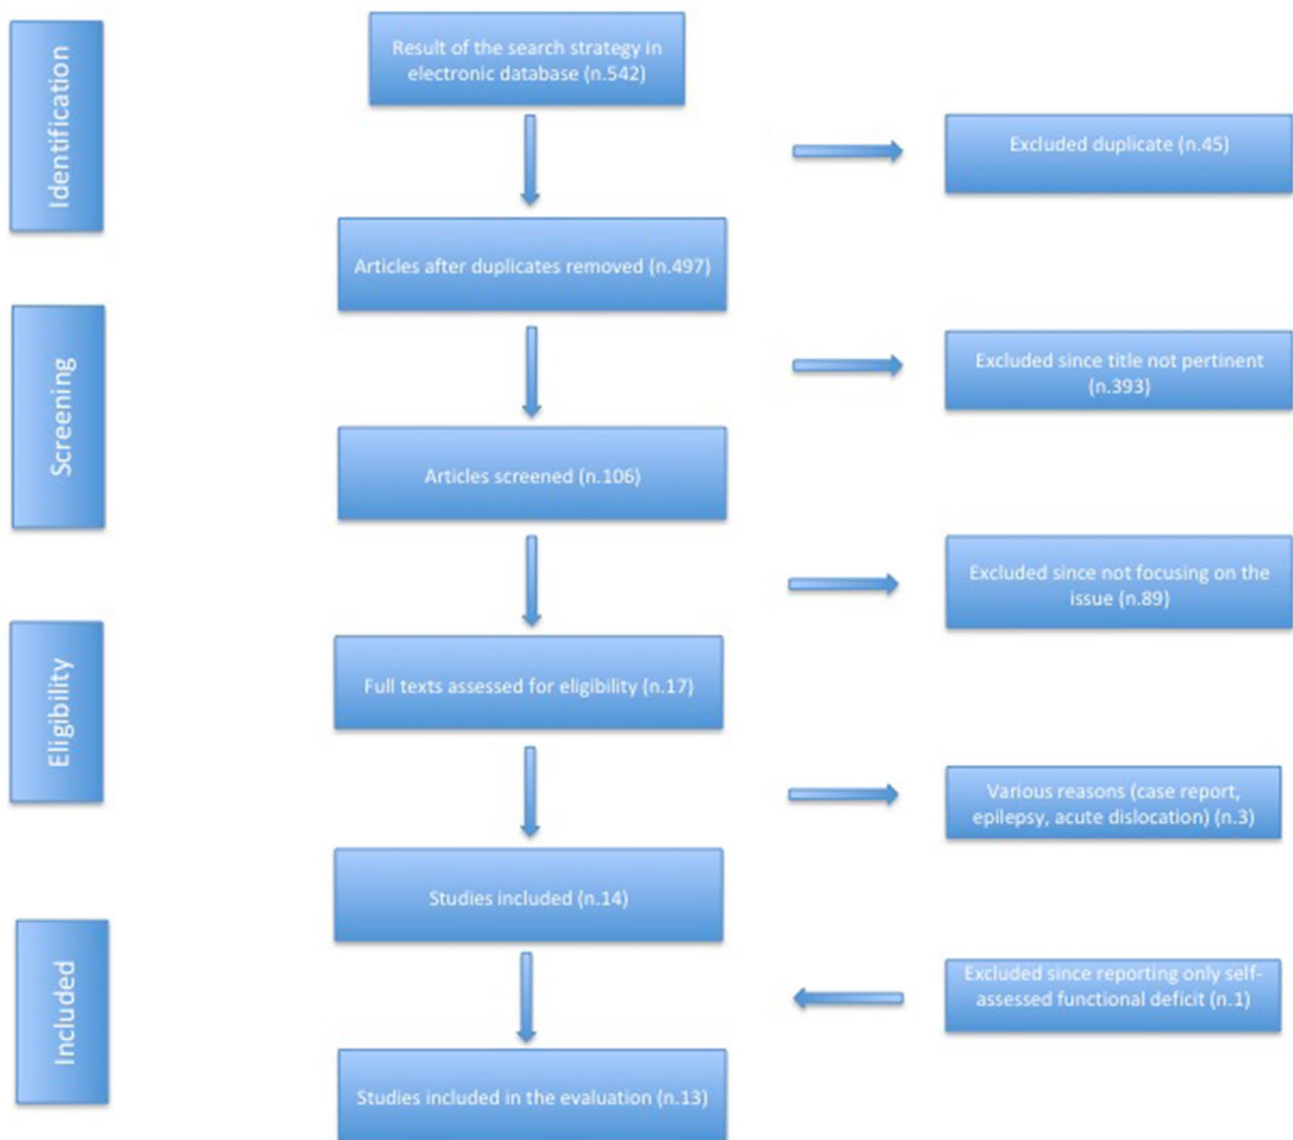 Identification
Result of the search strategy in
electronic database (n.542)
Excluded duplicate (n.45)
Articles after duplicates removed (n.497)
Screening
Excluded since title not pertinent
(n.393)
Articles screened (n.106)
Excluded since not focusing on the
issue (n.89)
Eligibility
Full texts assessed for eligibility (n.17)
Various reasons (case report,
epilepsy, acute dislocation) (n.3)
Studies included (n.14)
Included
Excluded since reporting only self-
assessed functional deficit (n.1)
Studies included in the evaluation (n.13)